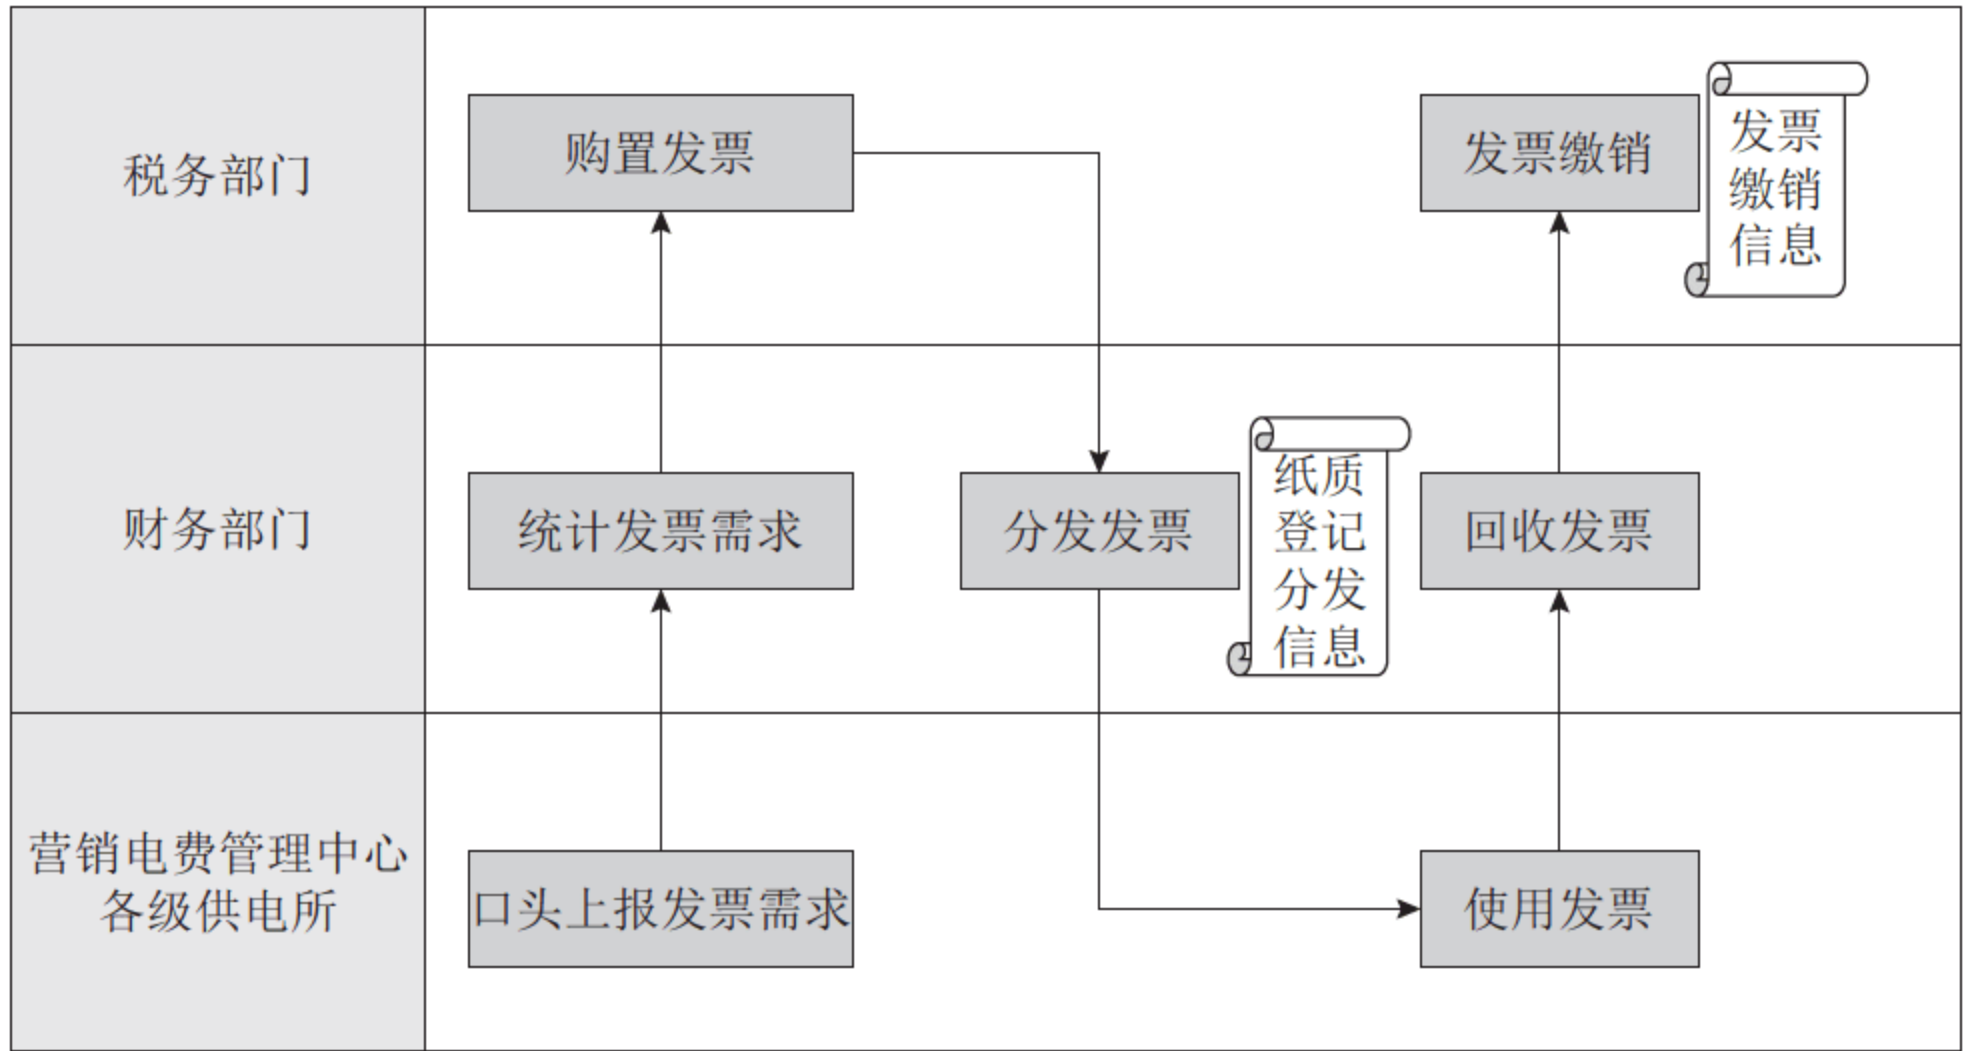 税务部门
购置发票
发票缴销
发票
缴销
信息
财务部门
统计发票需求
分发发票
纸质
登记
分发
信息
回收发票
营销电费管理中心
各级供电所
口头上报发票需求
使用发票